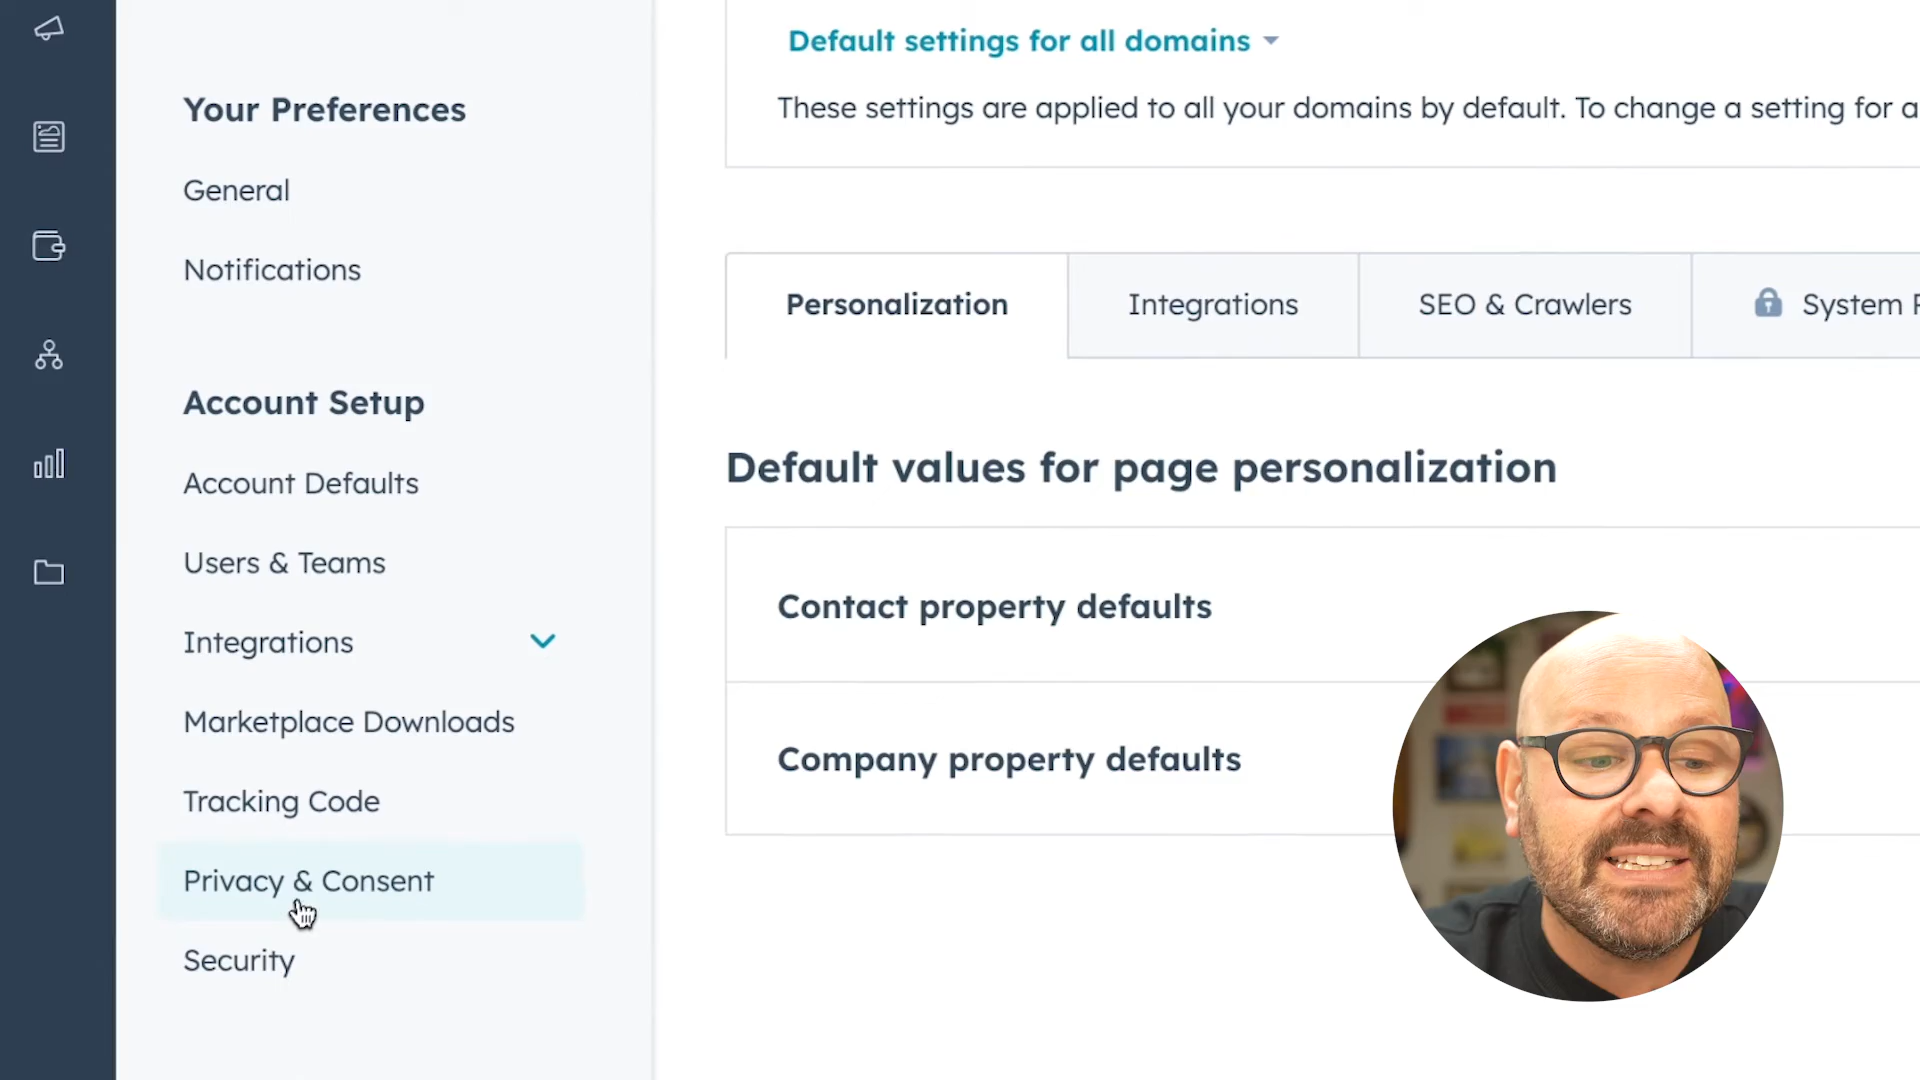 Your Preferences
General
Notifications
Account Setup
Account Defaults
Users & Teams
Integrations
Marketplace Downloads
Tracking Code
Privacy & Consent
Security
Default settings for all domains
These settings are applied to all your domains by default. To change a setting for a
Personalization
Integrations
SEO & Crawlers
System
Default values for page personalization
Contact property defaults
Company property defaults